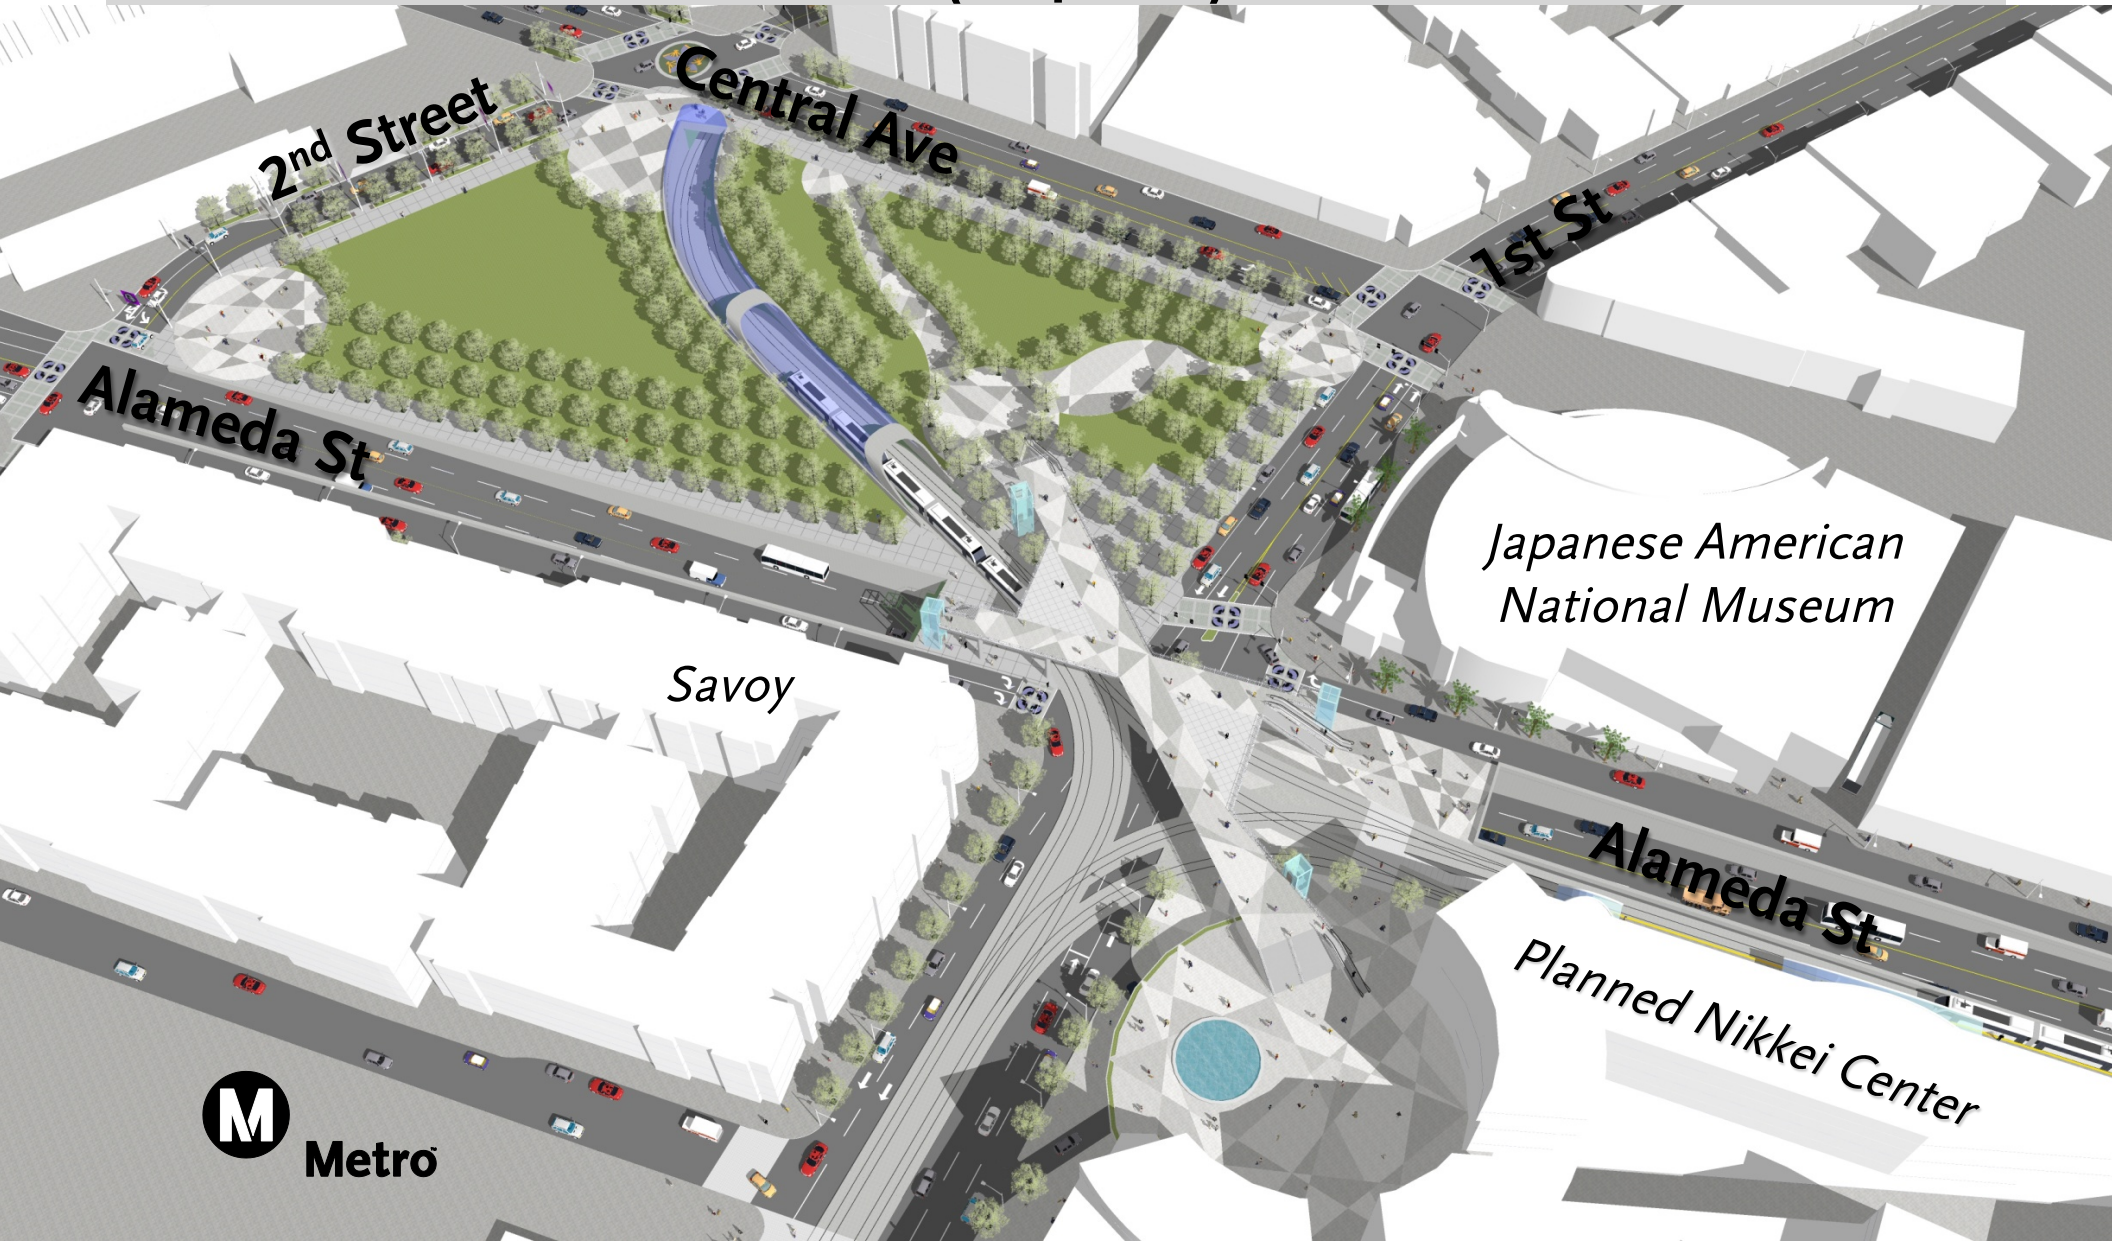 Central Ave
2nd Street
1st St
Alameda St
Japanese American
National Museum
Savoy
Alameda St
Planned Nikkei Center
M
Metro